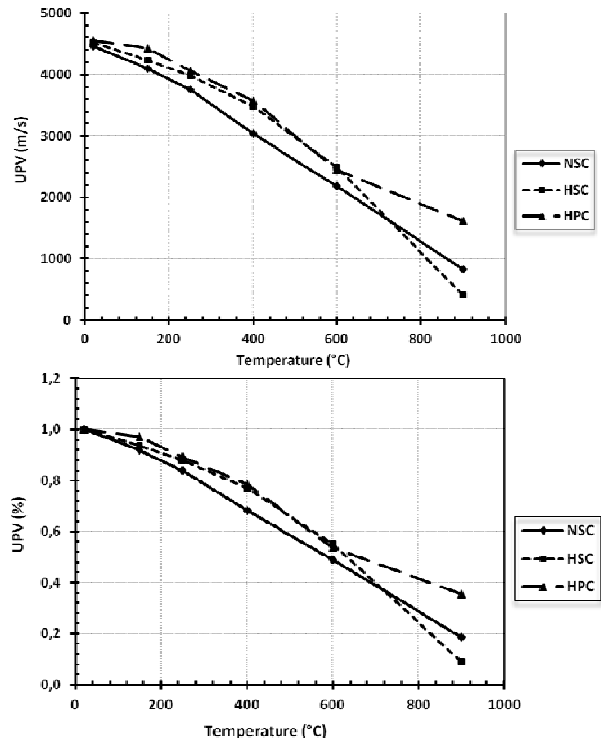 5000
4000
3000
2000
1000
0
UPV (m/s)
0 200 400 600 800 1000
Temperature (°C)
NSC
HSC
HPC
1,2
1,0
0,8
0,6
0,4
0,2
0,0
UPV (%)
0 200 400 600 800 1000
Temperature (°C)
NSC
HSC
HPC